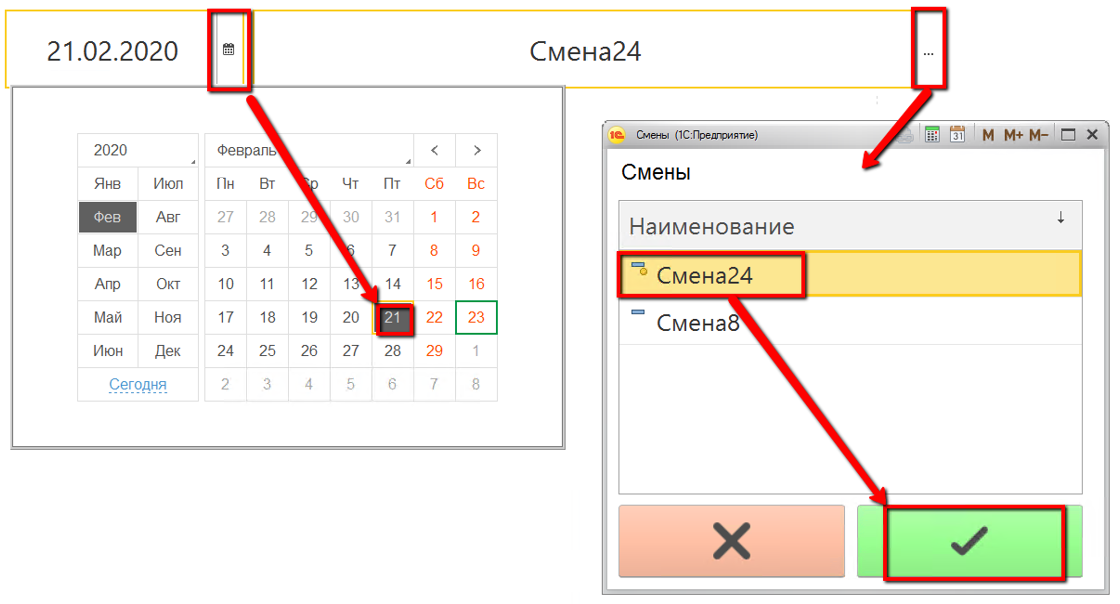 21.02.2020 Смена24 ...
2020 Февраль < >
Янв Июл Пн Вт Ср Чт Пт Сб Вс
Фев Авг 27 28 29 30 31 1 2
Мар Сен 3 4 5 6 7 8 9
Апр Окт 10 11 12 13 14 15 16
Май Ноя 17 18 19 20 21 22 23
Июн Дек 24 25 26 27 28 29 1
Сегодня 2 3 4 5 6 7 8
1С Смены (1С:Предприятие) 31 M M+ M−
Смены
Наименование ↓
Смена24
Смена8